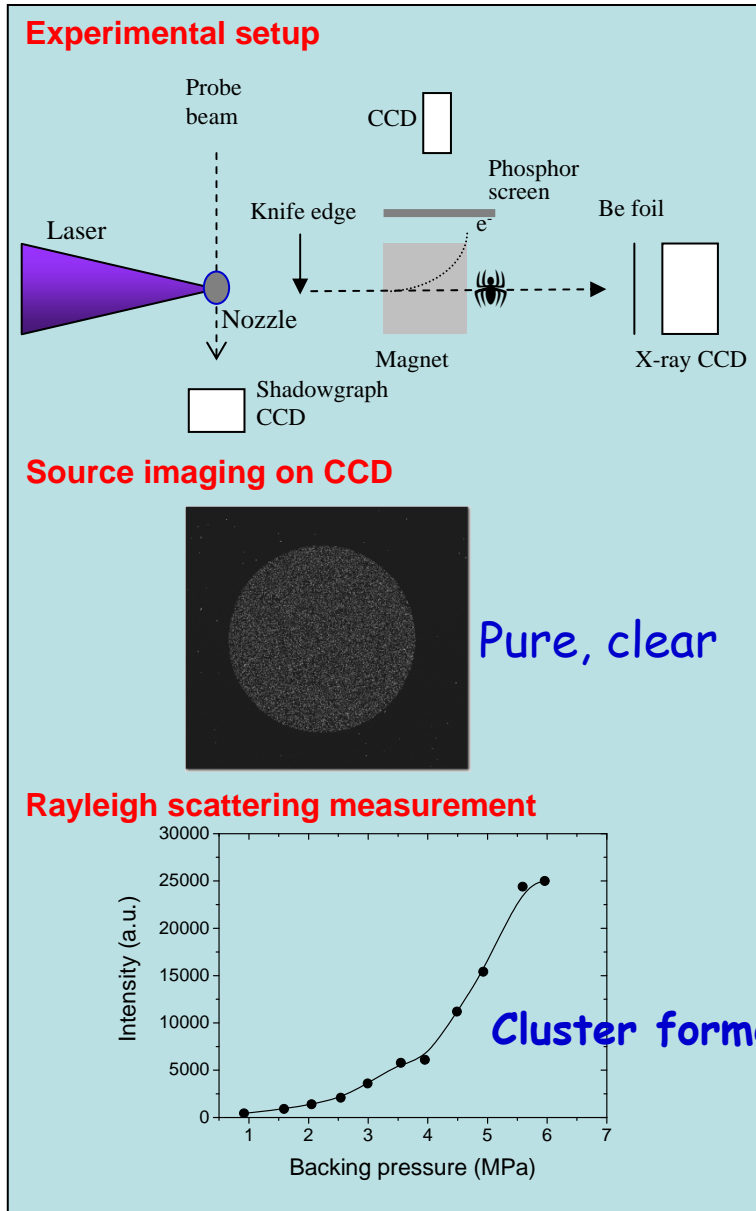 Experimental setup
Probe
beam
CCD
Phosphor
screen
Knife edge
e-
Be foil
Laser
Nozzle
Magnet
X-ray CCD
Shadowgraph
CCD
Source imaging on CCD
Pure, clear
Rayleigh scattering measurement
30000
25000
20000
15000
10000
5000
0
Intensity (a.u.)
Cluster forme
1 2 3 4 5 6 7
Backing pressure (MPa)